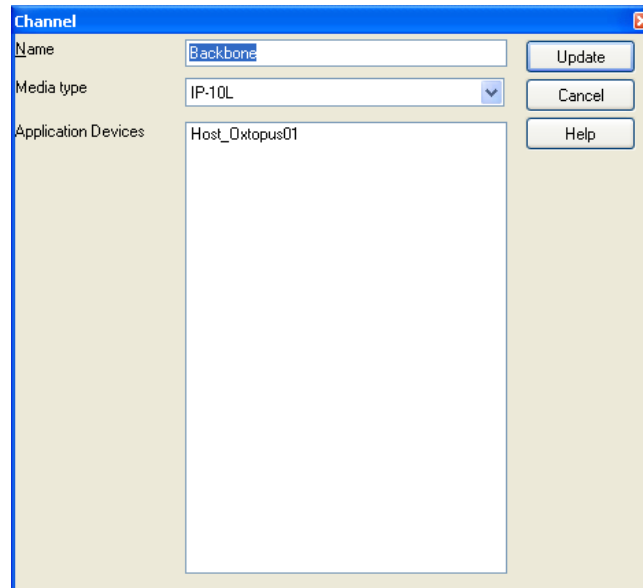 Channel
Name
Backbone
Update
Media type
IP-10L
Cancel
Application Devices
Host_Oxtopus01
Help